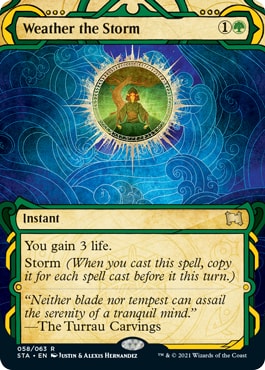 Weather the Storm 1
Instant
You gain 3 life.
Storm (When you cast this spell, copy
it for each spell cast before it this turn.)
“Neither blade nor tempest can assail
the serenity of a tranquil mind.”
—The Turrau Carvings
058/063 R
STA • EN Justin & Alexis Hernandez ™ & © 2021 Wizards of the Coast